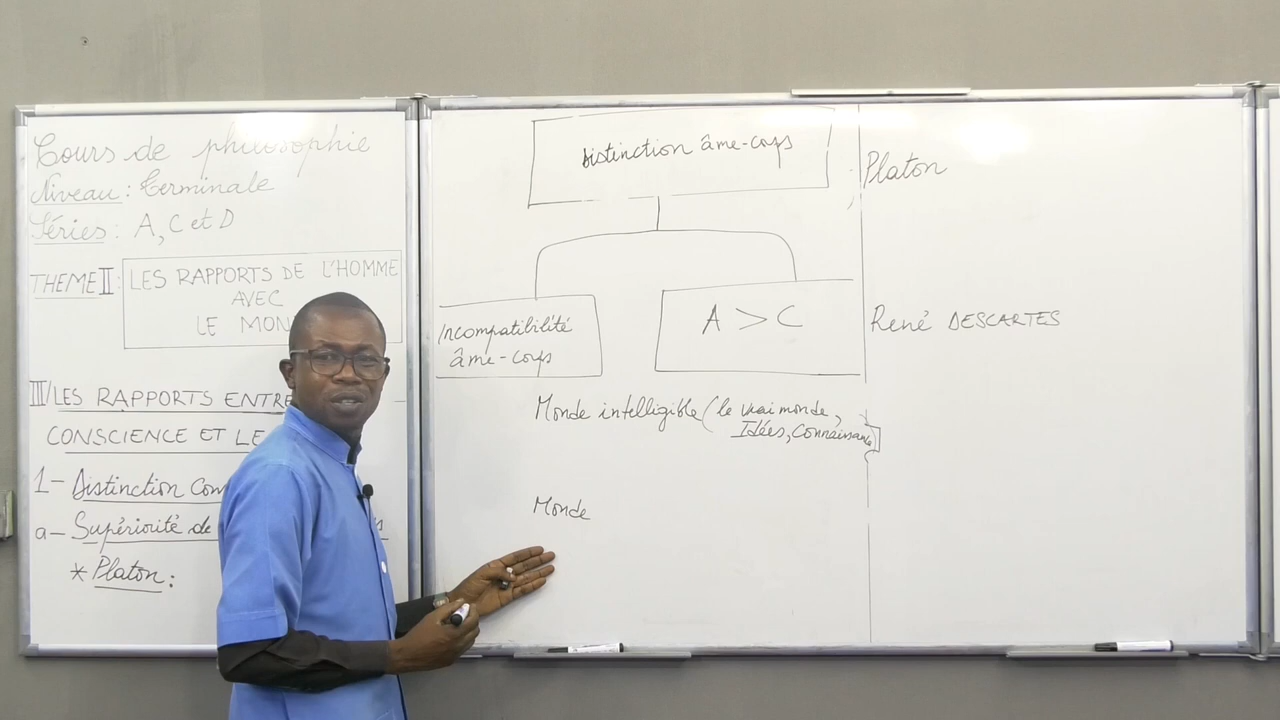 Cours de philosophie
Niveau : Terminale
Séries : A, C et D
THEME II : LES RAPPORTS DE L'HOMME
AVEC
LE MON
III/ LES RAPPORTS ENTRE
CONSCIENCE ET LE
1- Distinction
a- Supériorité de
* Platon :
Distinction âme-corps
Incompatibilité
âme-corps
A > C
Monde intelligible (le vrai monde,
Idées, connaissance)
Monde
Platon
René DESCARTES